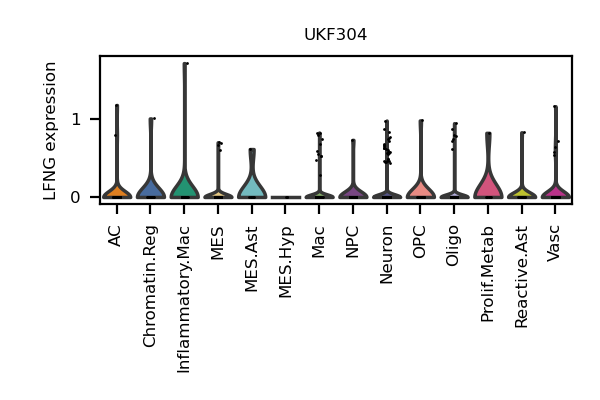 UKF304
LFNG expression
1
0
AC
Chromatin.Reg
Inflammatory.Mac
MES
MES.Ast
MES.Hyp
Mac
NPC
Neuron
OPC
Oligo
Prolif.Metab
Reactive.Ast
Vasc